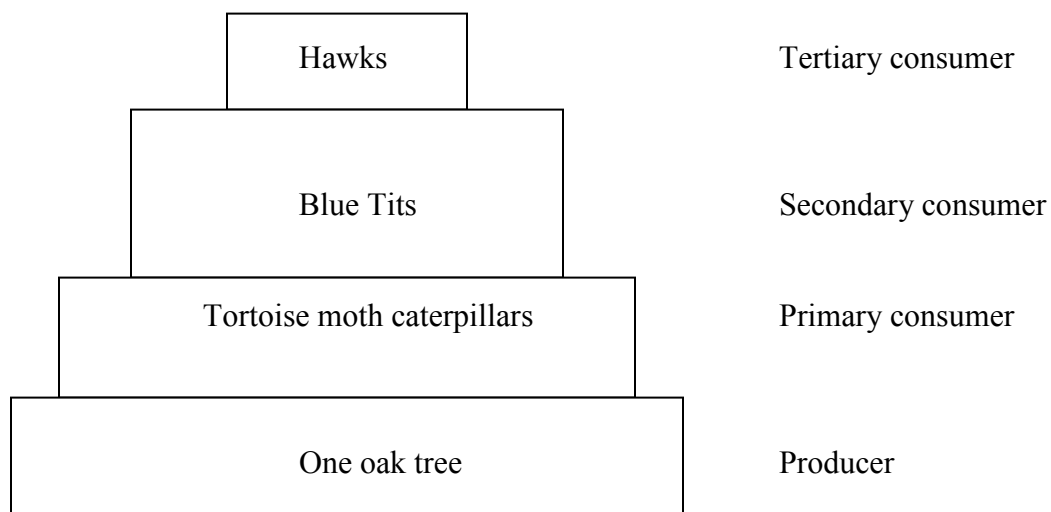 Hawks Tertiary consumer
Blue Tits Secondary consumer
Tortoise moth caterpillars Primary consumer
One oak tree Producer